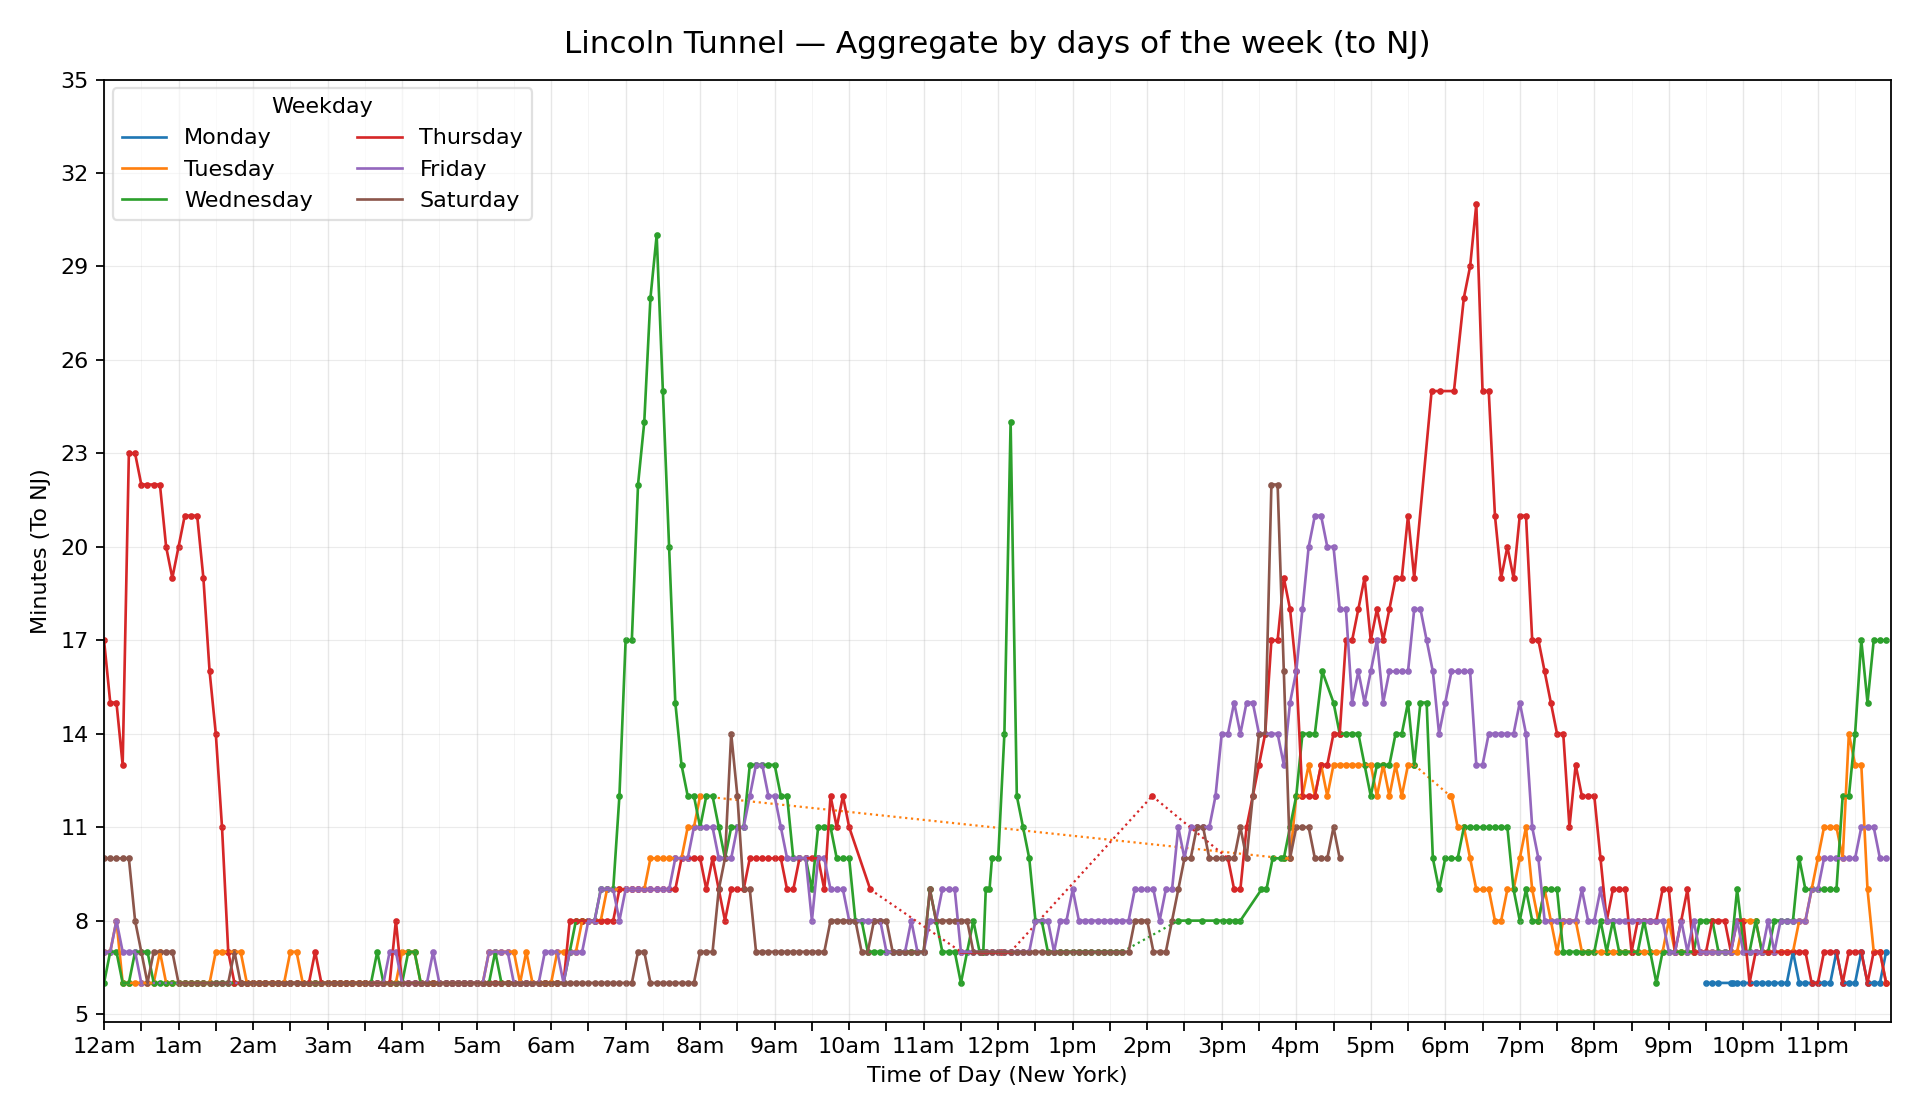 Lincoln Tunnel — Aggregate by days of the week (to NJ)
Weekday
Monday
Tuesday
Wednesday
Thursday
Friday
Saturday
35
32
29
26
23
20
17
14
11
8
5
Minutes (To NJ)
12am 1am 2am 3am 4am 5am 6am 7am 8am 9am 10am 11am 12pm 1pm 2pm 3pm 4pm 5pm 6pm 7pm 8pm 9pm 10pm 11pm
Time of Day (New York)